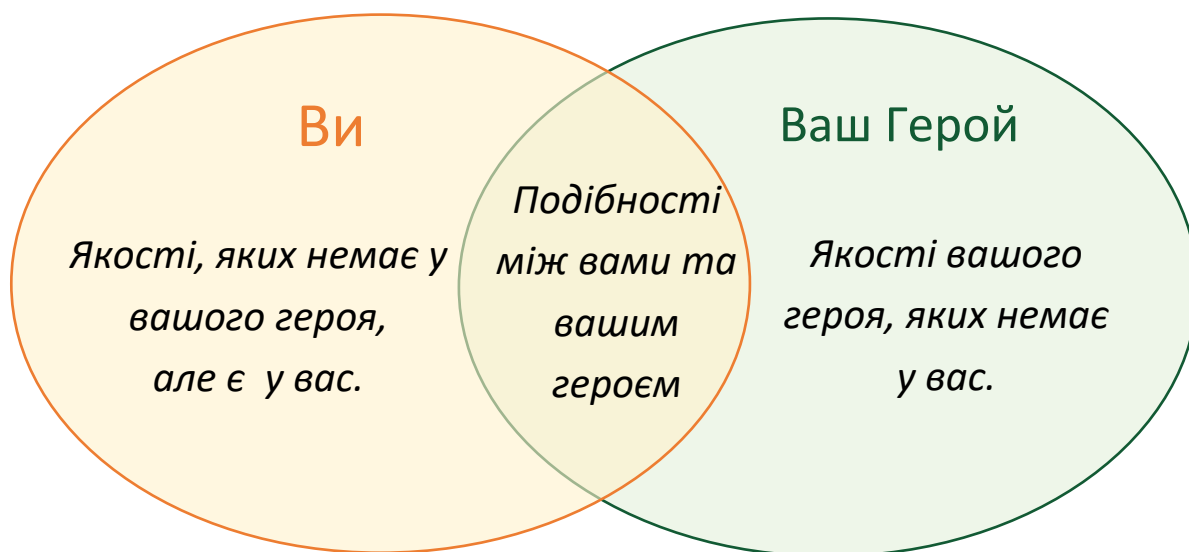 Ви
Якості, яких немає у
вашого героя,
але є  у вас.
Подібності
між вами та
вашим
героєм
Ваш Герой
Якості вашого
героя, яких немає
у вас.